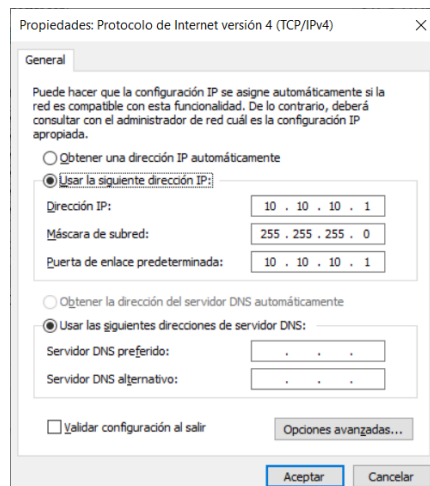 Propiedades: Protocolo de Internet versión 4 (TCP/IPv4)
General
Puede hacer que la configuración IP se asigne automáticamente si la
red es compatible con esta funcionalidad. De lo contrario, deberá
consultar con el administrador de red cuál es la configuración IP
apropiada.
Obtener una dirección IP automáticamente
Usar la siguiente dirección IP:
Dirección IP: 10 . 10 . 10 . 1
Máscara de subred: 255 . 255 . 255 . 0
Puerta de enlace predeterminada: 10 . 10 . 10 . 1
Obtener la dirección del servidor DNS automáticamente
Usar las siguientes direcciones de servidor DNS:
Servidor DNS preferido: . . .
Servidor DNS alternativo: . . .
Validar configuración al salir
Opciones avanzadas...
Aceptar Cancelar